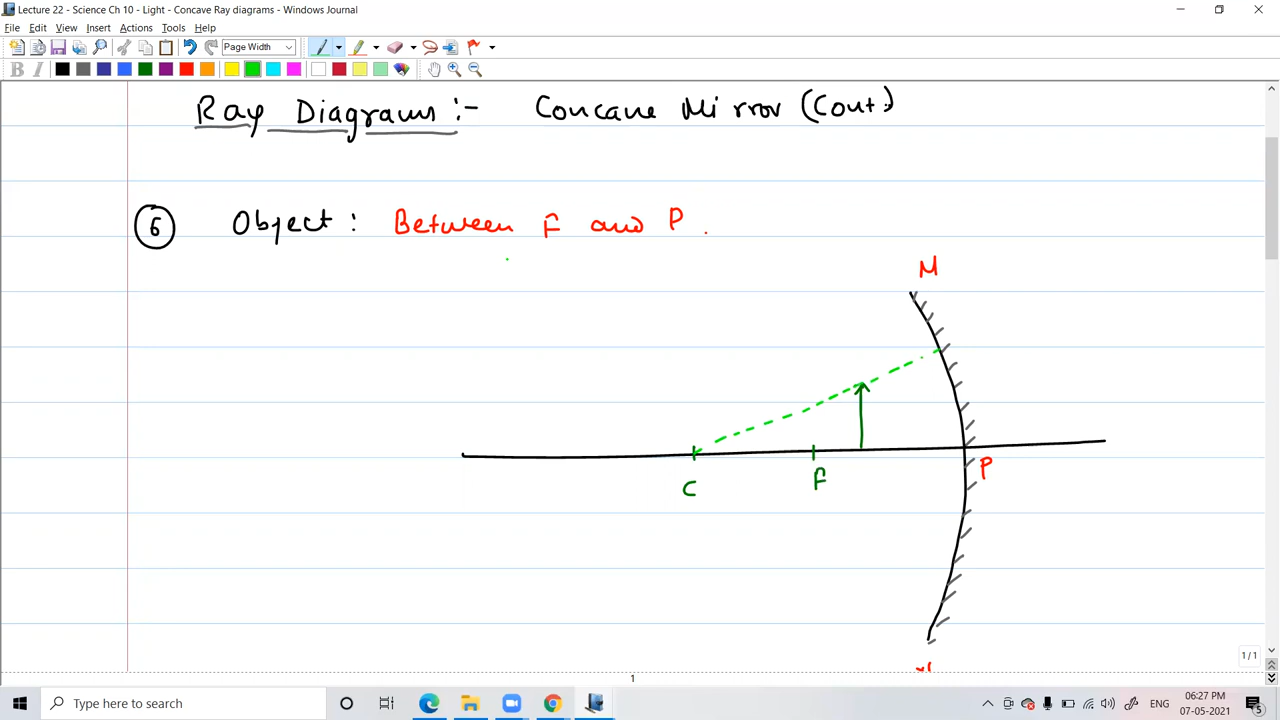 Lecture 22 - Science Ch 10 - Light - Concave Ray diagrams - Windows Journal
File Edit View Insert Actions Tools Help
Page Width
B I
Ray Diagrams :- Concave Mirror (Cont:)
6 Object : Between F and P .
M
C F P
1/1
1
Type here to search
ENG
06:27 PM
07-05-2021
5